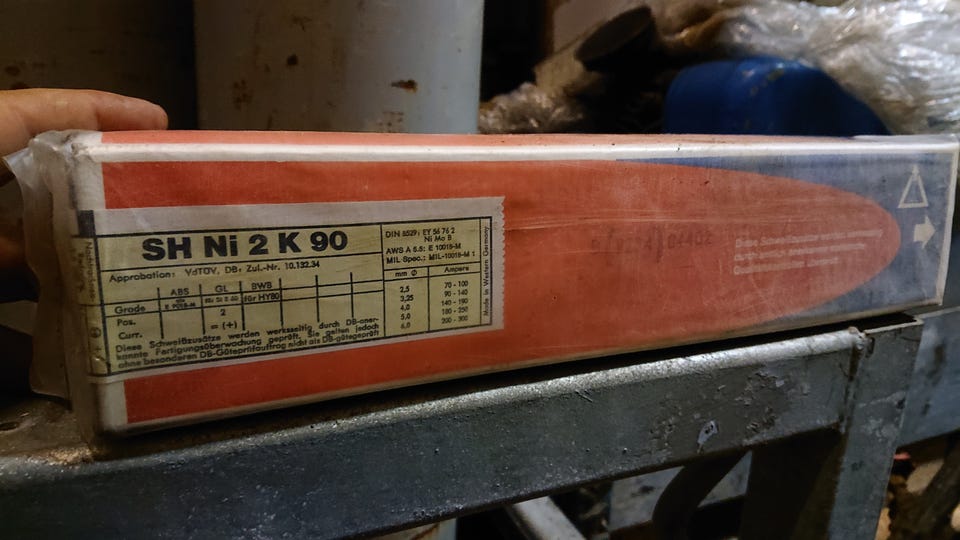 SH Ni 2 K 90
Approbation: VdTÜV, DB: Zul.-Nr. 10.132.34
ABS GL BWB
Grade für HY80
Pos. 2
Curr. = (+)
Diese Schweißzusätze werden werkseitig durch DB-aner-
kannte Fertigungsüberwachung geprüft. Sie gelten jedoch
ohne besonderen DB-Güteprüfauftrag nicht als DB-gütegeprüft
DIN 8529: EY 55 76 2
Ni Mo B
AWS A 5.5: E 10018-M
MIL-Spec.: MIL-10018-M 1
mm Ø Ampere
2,5 70 - 100
3,25 90 - 140
4,0 140 - 190
5,0 180 - 250
6,0 200 - 300
Made in Western Germany